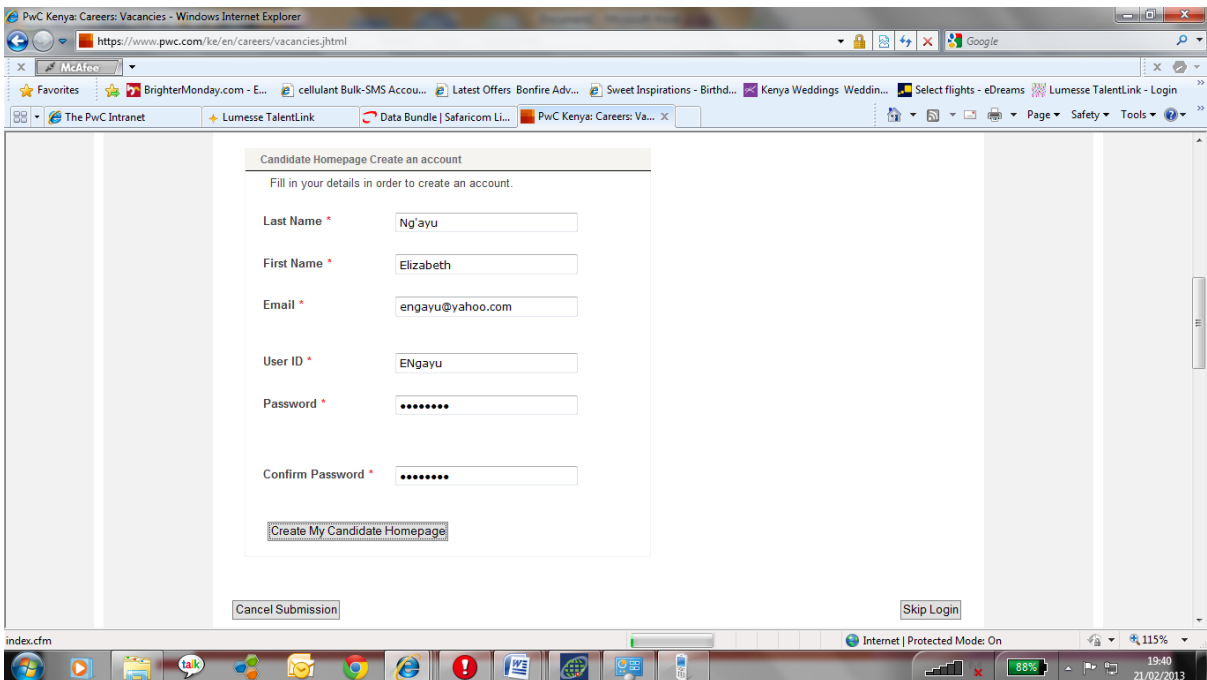 PwC Kenya: Careers: Vacancies - Windows Internet Explorer
https://www.pwc.com/ke/en/careers/vacancies.jhtml
Google
x McAfee
Favorites BrighterMonday.com - E... cellulant Bulk-SMS Accou... Latest Offers Bonfire Adv... Sweet Inspirations - Birthd... Kenya Weddings Weddin... Select flights - eDreams Lumesse TalentLink - Login
The PwC Intranet Lumesse TalentLink Data Bundle | Safaricom Li... PwC Kenya: Careers: Va... X Page Safety Tools
Candidate Homepage Create an account
Fill in your details in order to create an account.
Last Name * Ng'ayu
First Name * Elizabeth
Email * engayu@yahoo.com
User ID * ENgayu
Password * ••••••••
Confirm Password * ••••••••
Create My Candidate Homepage
Cancel Submission Skip Login
index.cfm Internet | Protected Mode: On 115%
talk 88% 19:40
21/02/2013